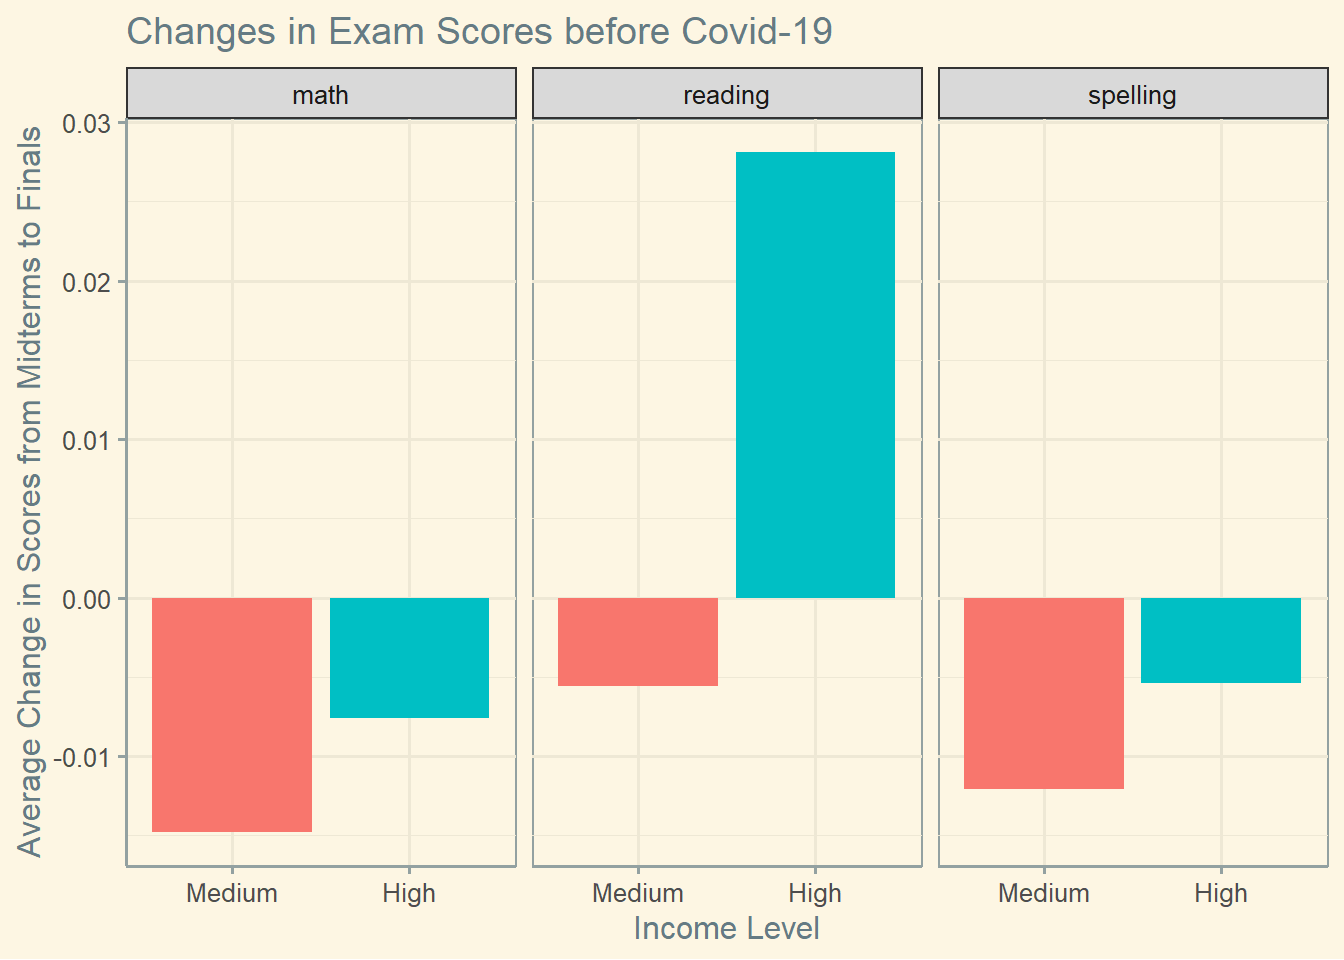 Changes in Exam Scores before Covid-19
math
reading
spelling
Average Change in Scores from Midterms to Finals
0.03
0.02
0.01
0.00
-0.01
Medium High Medium High Medium High
Income Level